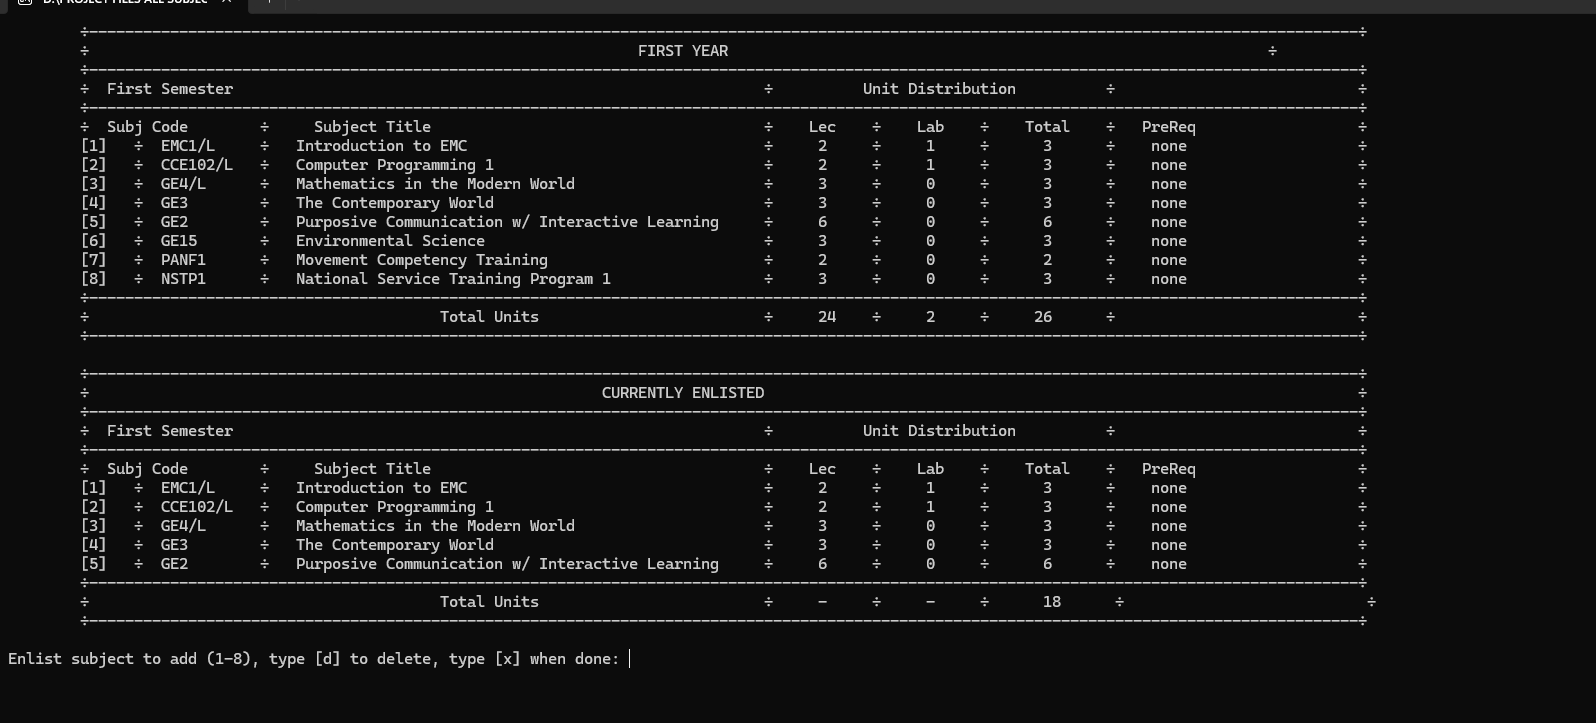 D:\PROJECT FILES ALL SUBJEC
÷------------------------------------------------------------÷
÷ FIRST YEAR ÷
÷------------------------------------------------------------÷
÷ First Semester ÷ Unit Distribution ÷ ÷
÷------------------------------------------------------------÷
÷ Subj Code ÷ Subject Title ÷ Lec ÷ Lab ÷ Total ÷ PreReq ÷
[1] ÷ EMC1/L ÷ Introduction to EMC ÷ 2 ÷ 1 ÷ 3 ÷ none ÷
[2] ÷ CCE102/L ÷ Computer Programming 1 ÷ 2 ÷ 1 ÷ 3 ÷ none ÷
[3] ÷ GE4/L ÷ Mathematics in the Modern World ÷ 3 ÷ 0 ÷ 3 ÷ none ÷
[4] ÷ GE3 ÷ The Contemporary World ÷ 3 ÷ 0 ÷ 3 ÷ none ÷
[5] ÷ GE2 ÷ Purposive Communication w/ Interactive Learning ÷ 6 ÷ 0 ÷ 6 ÷ none ÷
[6] ÷ GE15 ÷ Environmental Science ÷ 3 ÷ 0 ÷ 3 ÷ none ÷
[7] ÷ PANF1 ÷ Movement Competency Training ÷ 2 ÷ 0 ÷ 2 ÷ none ÷
[8] ÷ NSTP1 ÷ National Service Training Program 1 ÷ 3 ÷ 0 ÷ 3 ÷ none ÷
÷------------------------------------------------------------÷
÷ Total Units ÷ 24 ÷ 2 ÷ 26 ÷ ÷
÷------------------------------------------------------------÷
÷------------------------------------------------------------÷
÷ CURRENTLY ENLISTED ÷
÷------------------------------------------------------------÷
÷ First Semester ÷ Unit Distribution ÷ ÷
÷------------------------------------------------------------÷
÷ Subj Code ÷ Subject Title ÷ Lec ÷ Lab ÷ Total ÷ PreReq ÷
[1] ÷ EMC1/L ÷ Introduction to EMC ÷ 2 ÷ 1 ÷ 3 ÷ none ÷
[2] ÷ CCE102/L ÷ Computer Programming 1 ÷ 2 ÷ 1 ÷ 3 ÷ none ÷
[3] ÷ GE4/L ÷ Mathematics in the Modern World ÷ 3 ÷ 0 ÷ 3 ÷ none ÷
[4] ÷ GE3 ÷ The Contemporary World ÷ 3 ÷ 0 ÷ 3 ÷ none ÷
[5] ÷ GE2 ÷ Purposive Communication w/ Interactive Learning ÷ 6 ÷ 0 ÷ 6 ÷ none ÷
÷------------------------------------------------------------÷
÷ Total Units ÷ - ÷ - ÷ 18 ÷ ÷
÷------------------------------------------------------------÷
Enlist subject to add (1-8), type [d] to delete, type [x] when done: